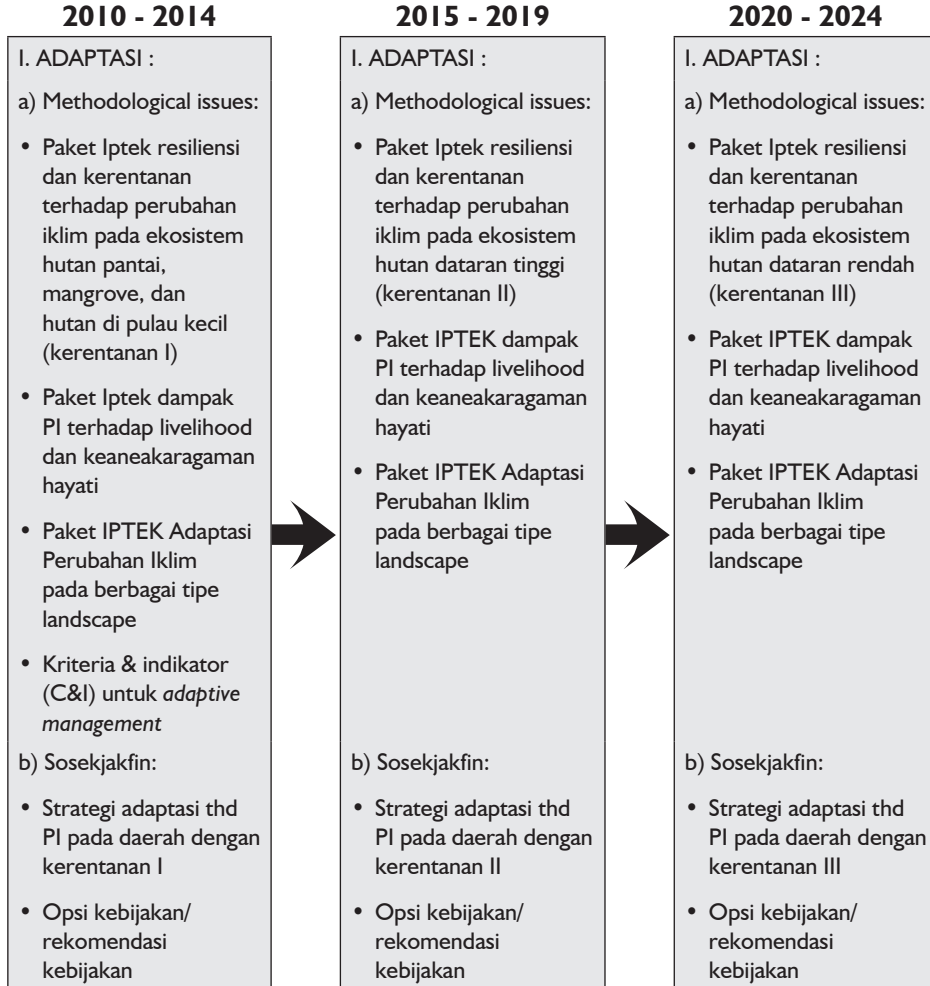 2010 - 2014
I. ADAPTASI :
a) Methodological issues:
• Paket Iptek resiliensi
dan kerentanan
terhadap perubahan
iklim pada ekosistem
hutan pantai,
mangrove, dan
hutan di pulau kecil
(kerentanan I)
• Paket Iptek dampak
PI terhadap livelihood
dan keaneakaragaman
hayati
• Paket IPTEK Adaptasi
Perubahan Iklim
pada berbagai tipe
landscape
• Kriteria & indikator
(C&I) untuk adaptive
management
b) Sosekjakfin:
• Strategi adaptasi thd
PI pada daerah dengan
kerentanan I
• Opsi kebijakan/
rekomendasi
kebijakan
2015 - 2019
I. ADAPTASI :
a) Methodological issues:
• Paket Iptek resiliensi
dan kerentanan
terhadap perubahan
iklim pada ekosistem
hutan dataran tinggi
(kerentanan II)
• Paket IPTEK dampak
PI terhadap livelihood
dan keaneakaragaman
hayati
• Paket IPTEK Adaptasi
Perubahan Iklim
pada berbagai tipe
landscape
b) Sosekjakfin:
• Strategi adaptasi thd
PI pada daerah dengan
kerentanan II
• Opsi kebijakan/
rekomendasi
kebijakan
2020 - 2024
I. ADAPTASI :
a) Methodological issues:
• Paket Iptek resiliensi
dan kerentanan
terhadap perubahan
iklim pada ekosistem
hutan dataran rendah
(kerentanan III)
• Paket IPTEK dampak
PI terhadap livelihood
dan keaneakaragaman
hayati
• Paket IPTEK Adaptasi
Perubahan Iklim
pada berbagai tipe
landscape
b) Sosekjakfin:
• Strategi adaptasi thd
PI pada daerah dengan
kerentanan III
• Opsi kebijakan/
rekomendasi
kebijakan